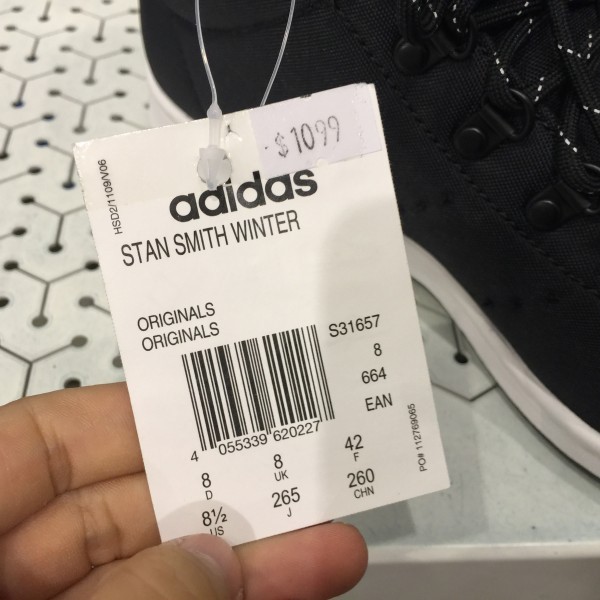 $1099
HSD2/1109/V06
adidas
STAN SMITH WINTER
ORIGINALS
ORIGINALS
S31657
8
664
EAN
4 055339 620227
8 8 42
D UK F
8½ 265 260
US J CHN
PO# 112769065